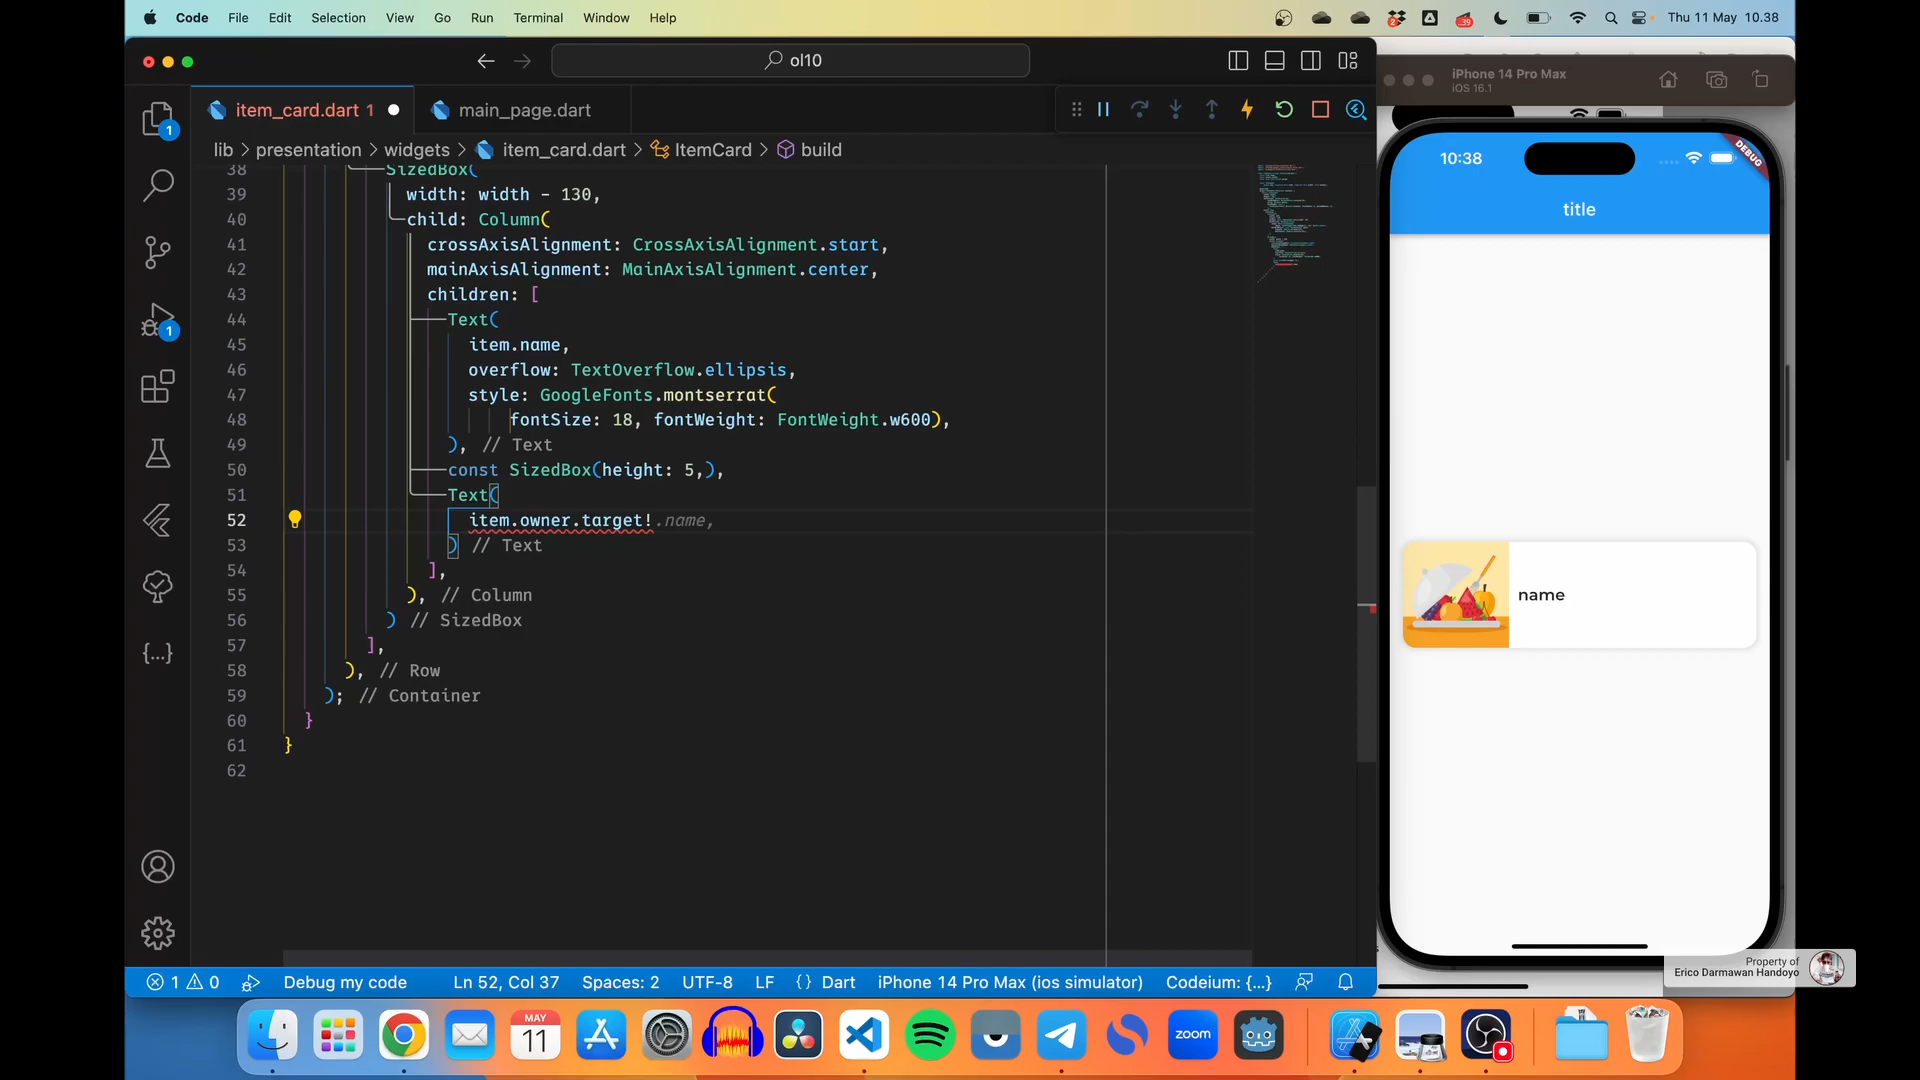 Code File Edit Selection View Go Run Terminal Window Help
2
39
Thu 11 May 10.38
ol10
iPhone 14 Pro Max
iOS 16.1
item_card.dart 1
main_page.dart
1
lib > presentation > widgets > item_card.dart > ItemCard > build
38 SizedBox(
39 width: width - 130,
40 child: Column(
41 crossAxisAlignment: CrossAxisAlignment.start,
42 mainAxisAlignment: MainAxisAlignment.center,
43 children: [
44 Text(
45 item.name,
46 overflow: TextOverflow.ellipsis,
47 style: GoogleFonts.montserrat(
48 fontSize: 18, fontWeight: FontWeight.w600),
49 ), // Text
50 const SizedBox(height: 5,),
51 Text(
52 item.owner.target!.name,
53 ) // Text
54 ],
55 ), // Column
56 ) // SizedBox
57 ],
58 ), // Row
59 ); // Container
60 }
61 }
62
1
{...}
10:38
DEBUG
title
name
1 0 Debug my code Ln 52, Col 37 Spaces: 2 UTF-8 LF {} Dart iPhone 14 Pro Max (ios simulator) Codeium: {...}
Property of
Erico Darmawan Handoyo
MAY
11
zoom